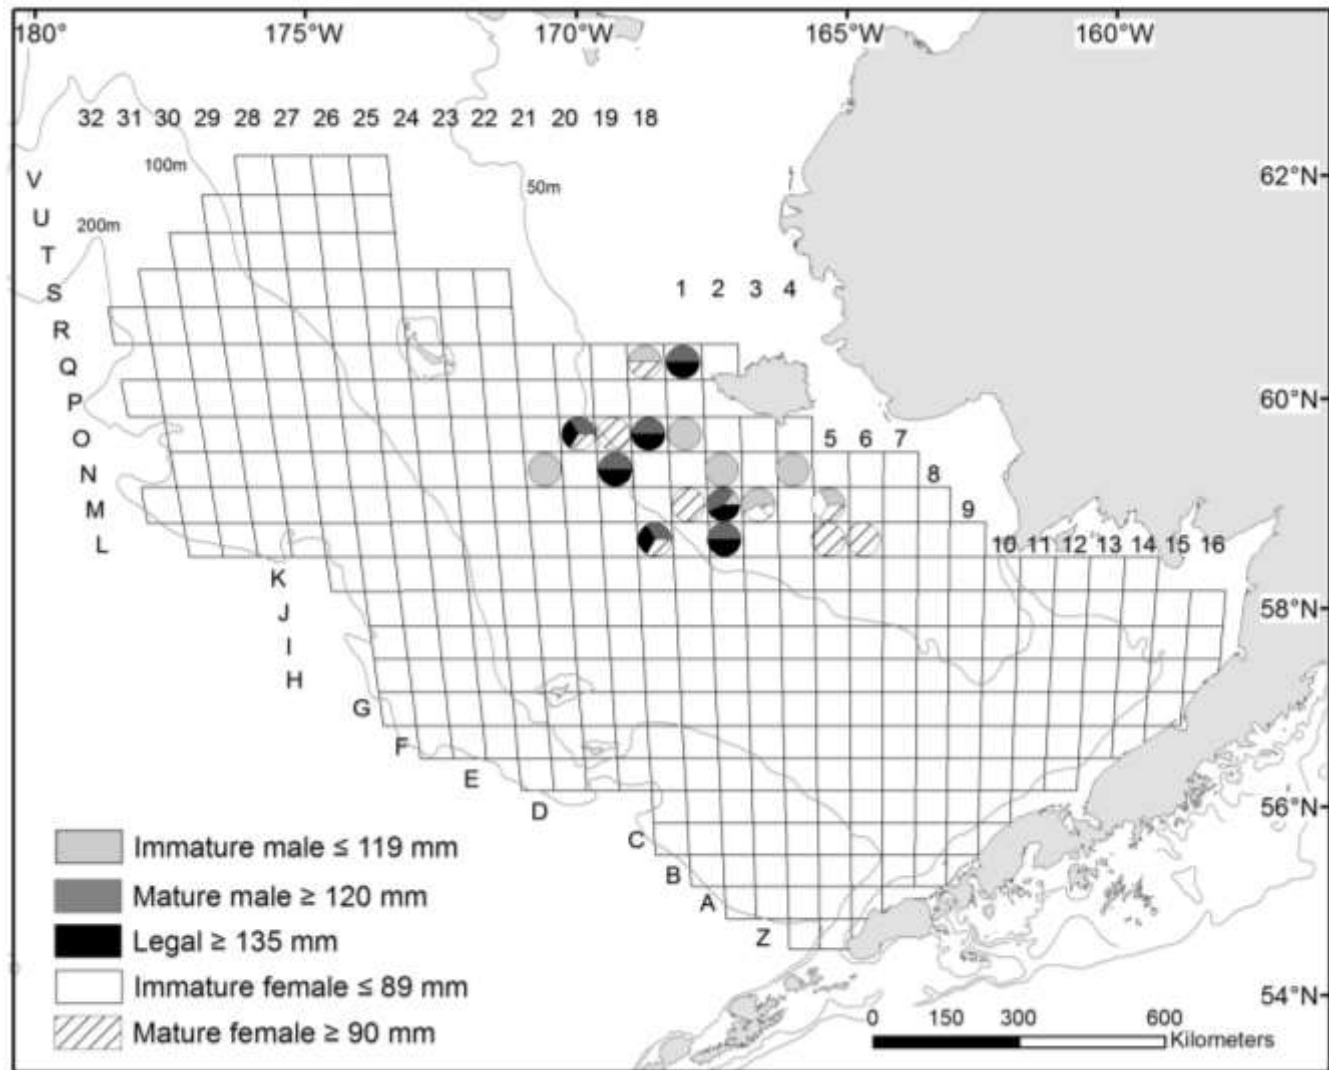 180° 175°W 170°W 165°W 160°W
32 31 30 29 28 27 26 25 24 23 22 21 20 19 18
100m
50m
62°N
V
U
200m
T
S
1 2 3 4
R
Q
60°N
P
O
5 6 7
N
8
M
9
L
10 11 12 13 14 15 16
K
58°N
J
I
H
G
F
E
D
56°N
C
B
A
Z
Immature male ≤ 119 mm
Mature male ≥ 120 mm
Legal ≥ 135 mm
Immature female ≤ 89 mm
Mature female ≥ 90 mm
54°N
0 150 300 600
Kilometers